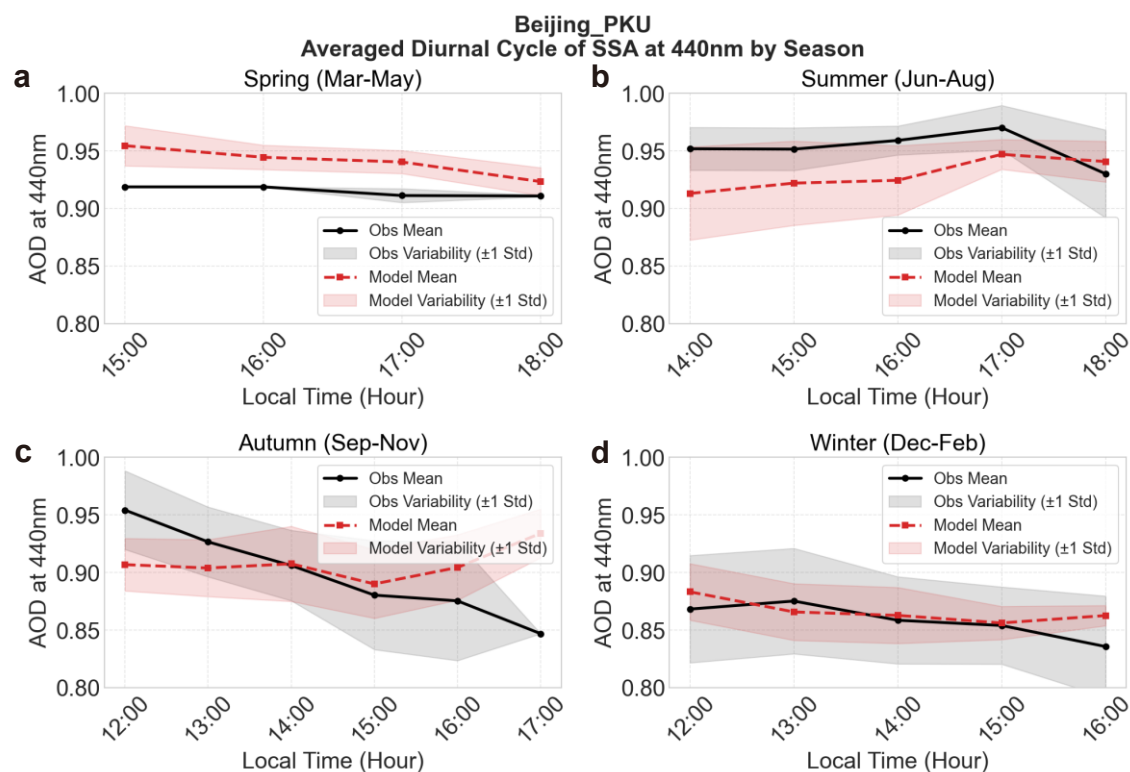 Beijing_PKU
Averaged Diurnal Cycle of SSA at 440nm by Season
a
Spring (Mar-May)
1.00
0.95
0.90
0.85
0.80
AOD at 440nm
Obs Mean
Obs Variability (±1 Std)
Model Mean
Model Variability (±1 Std)
15:00
16:00
17:00
18:00
Local Time (Hour)
b
Summer (Jun-Aug)
1.00
0.95
0.90
0.85
0.80
AOD at 440nm
Obs Mean
Obs Variability (±1 Std)
Model Mean
Model Variability (±1 Std)
14:00
15:00
16:00
17:00
18:00
Local Time (Hour)
c
Autumn (Sep-Nov)
1.00
0.95
0.90
0.85
0.80
AOD at 440nm
Obs Mean
Obs Variability (±1 Std)
Model Mean
Model Variability (±1 Std)
12:00
13:00
14:00
15:00
16:00
17:00
Local Time (Hour)
d
Winter (Dec-Feb)
1.00
0.95
0.90
0.85
0.80
AOD at 440nm
Obs Mean
Obs Variability (±1 Std)
Model Mean
Model Variability (±1 Std)
12:00
13:00
14:00
15:00
16:00
Local Time (Hour)